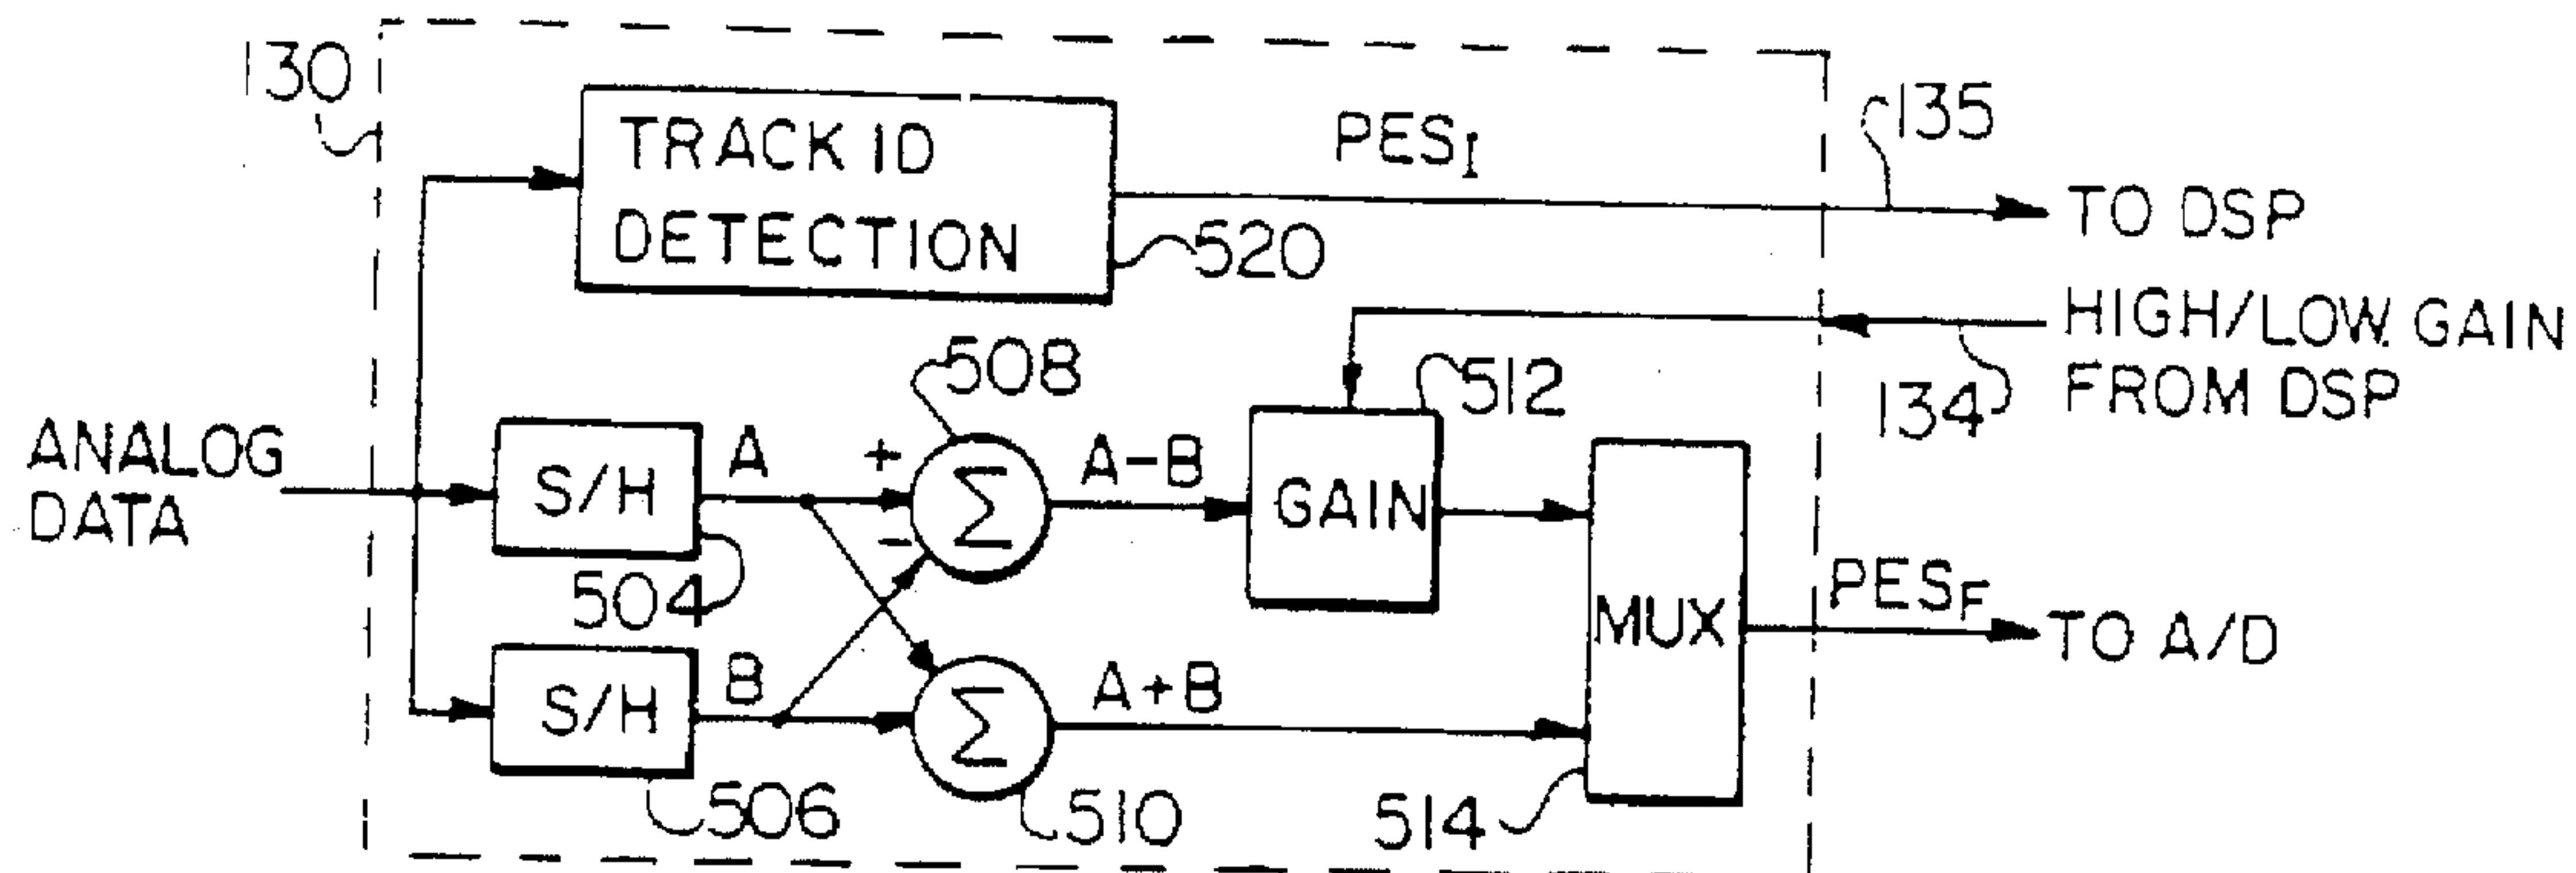 130
TRACK ID
DETECTION
520
PES_I
135
TO DSP
HIGH/LOW GAIN
FROM DSP
134
ANALOG
DATA
S/H
504
A
+
-
508
Σ
A-B
512
GAIN
S/H
506
B
Σ
510
A+B
MUX
514
PES_F
TO A/D